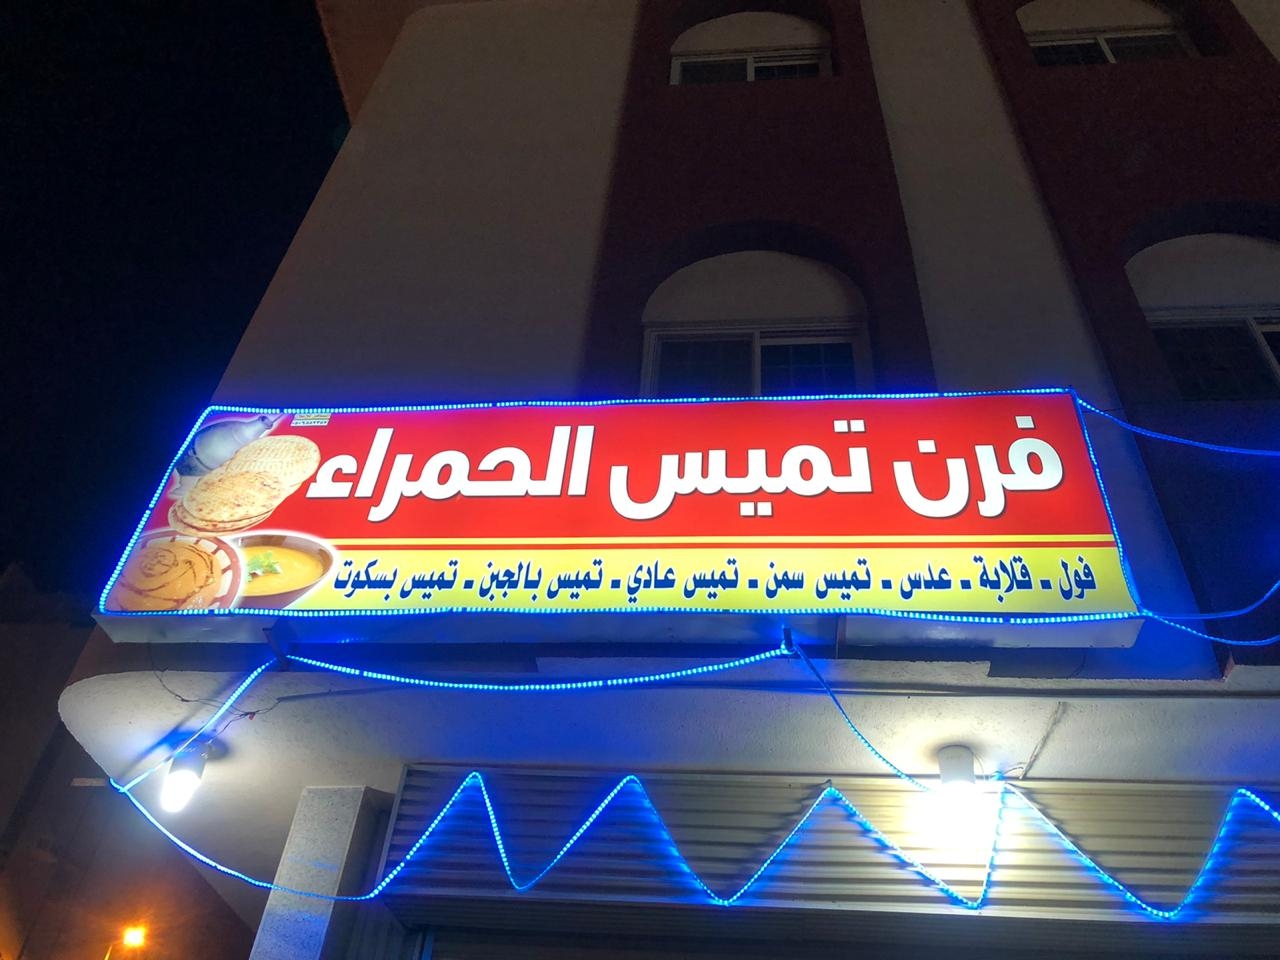 فرن تميس الحمراء
فول - قلابة - عدس - تميس سمن - تميس عادي - تميس بالجبن - تميس بسكوت